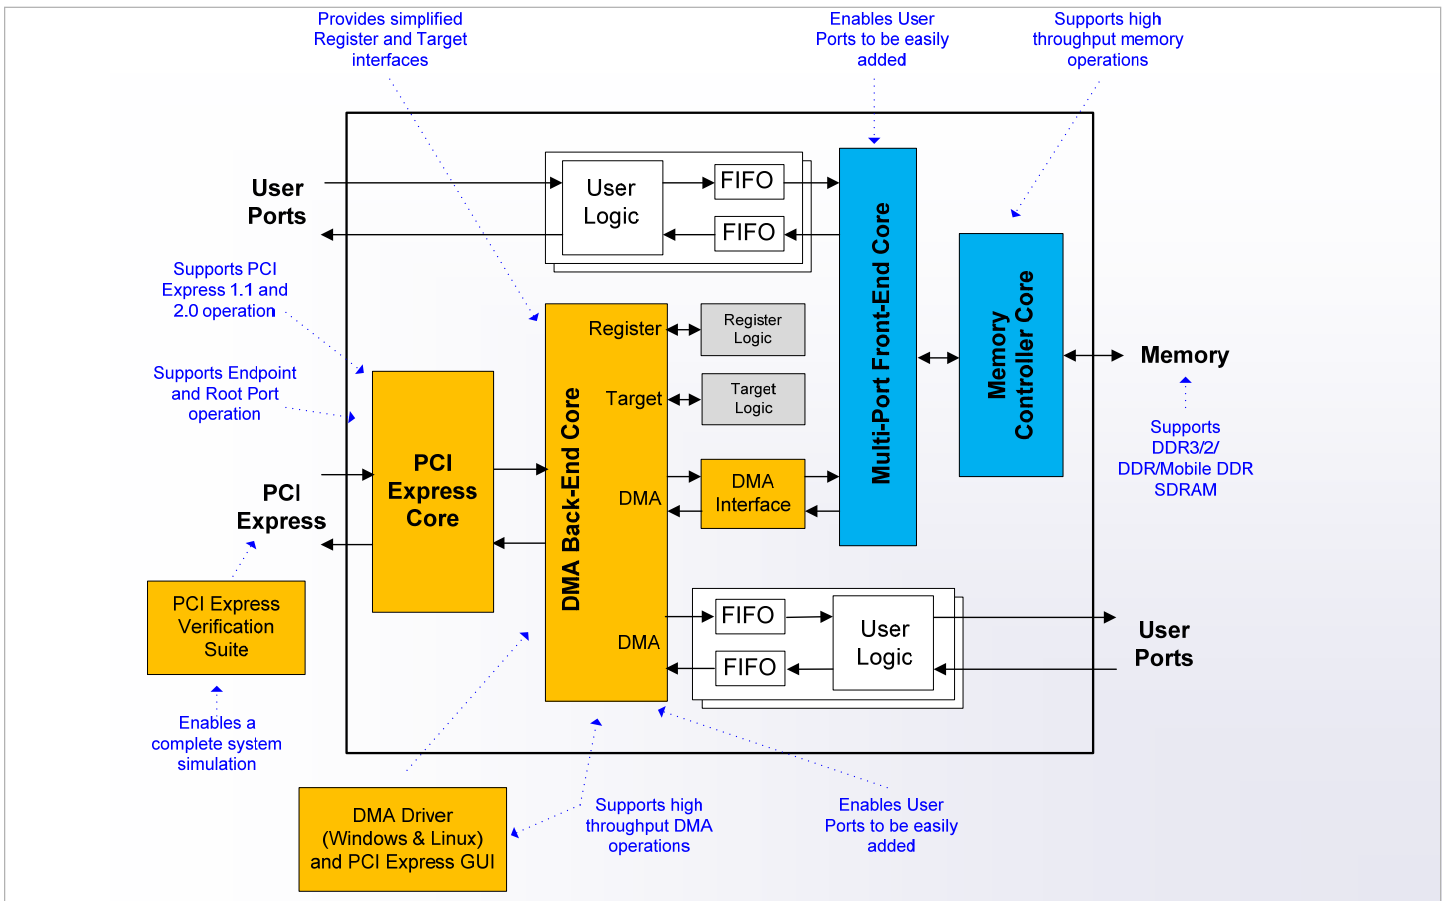 Provides simplified
Register and Target
interfaces
Enables User
Ports to be easily
added
Supports high
throughput memory
operations
User
Ports
User
Logic
FIFO
FIFO
Supports PCI
Express 1.1 and
2.0 operation
Supports Endpoint
and Root Port
operation
PCI
Express
PCI
Express
Core
DMA Back-End Core
Register
Target
DMA
DMA
Register
Logic
Target
Logic
DMA
Interface
Multi-Port Front-End Core
Memory
Controller Core
Memory
Supports
DDR3/2/
DDR/Mobile DDR
SDRAM
FIFO
FIFO
User
Logic
User
Ports
PCI Express
Verification
Suite
Enables a
complete system
simulation
DMA Driver
(Windows & Linux)
and PCI Express GUI
Supports high
throughput DMA
operations
Enables User
Ports to be easily
added